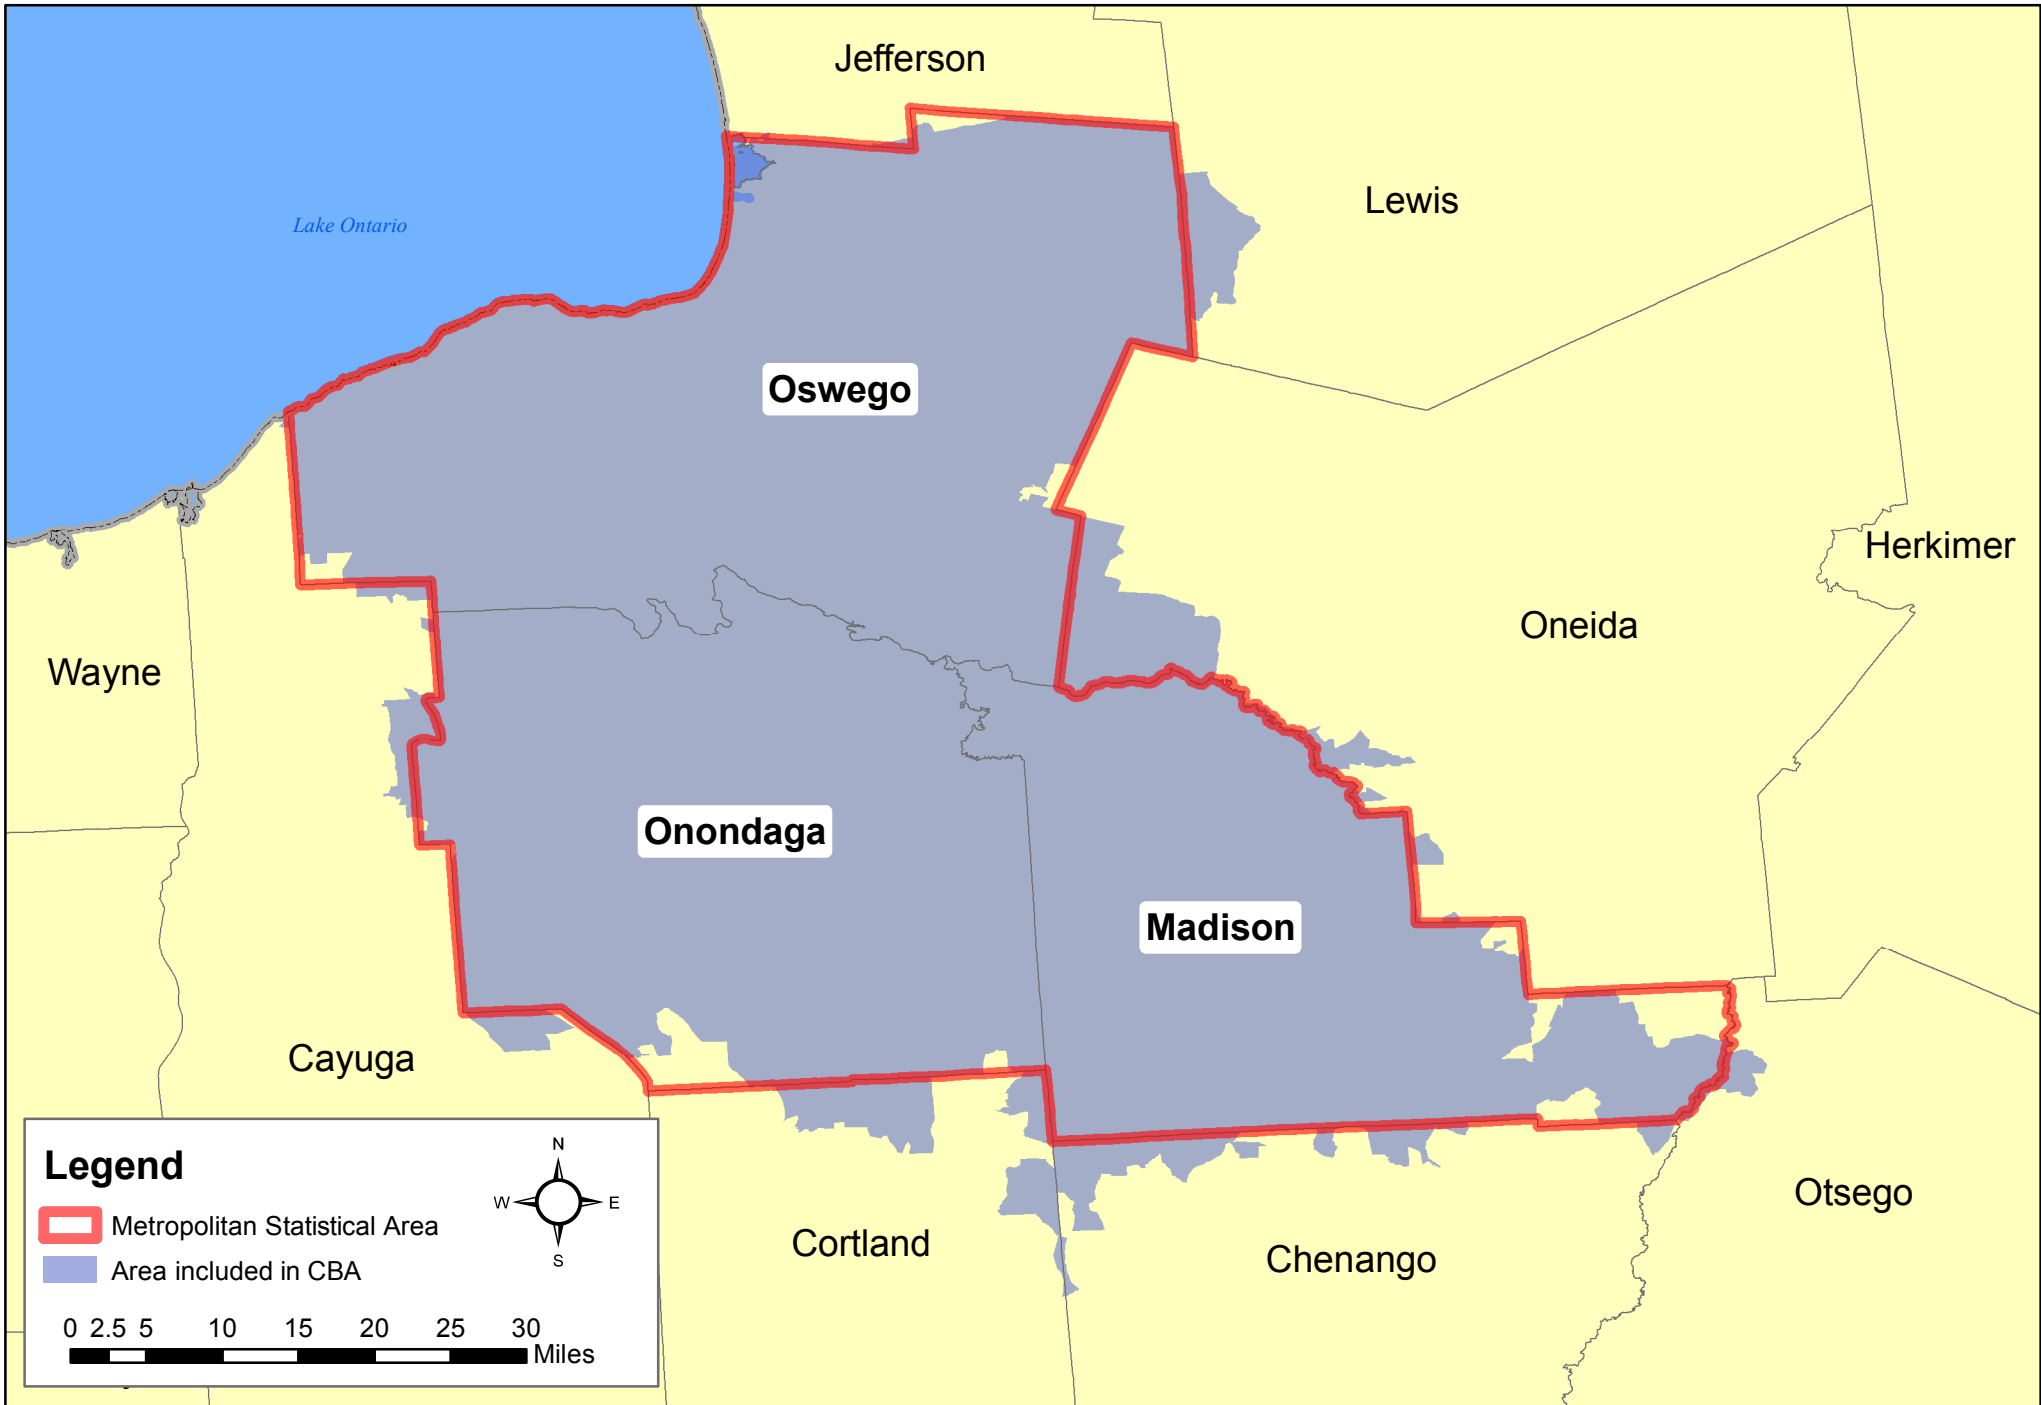 Jefferson
Lewis
Lake Ontario
Oswego
Herkimer
Oneida
Wayne
Onondaga
Madison
Cayuga
Otsego
Cortland
Chenango
Legend
N
W E
S
Metropolitan Statistical Area
Area included in CBA
0 2.5 5 10 15 20 25 30
Miles